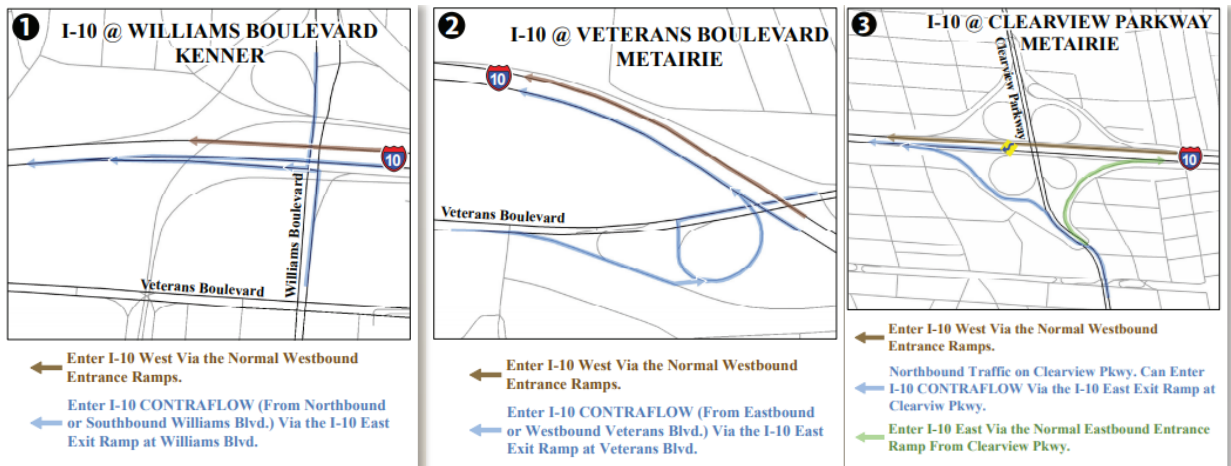 1
I-10 @ WILLIAMS BOULEVARD
KENNER
10
Williams Boulevard
Veterans Boulevard
Enter I-10 West Via the Normal Westbound
Entrance Ramps.
Enter I-10 CONTRAFLOW (From Northbound
or Southbound Williams Blvd.) Via the I-10 East
Exit Ramp at Williams Blvd.
2
I-10 @ VETERANS BOULEVARD
METAIRIE
10
Veterans Boulevard
Enter I-10 West Via the Normal Westbound
Entrance Ramps.
Enter I-10 CONTRAFLOW (From Eastbound
or Westbound Veterans Blvd.) Via the I-10 East
Exit Ramp at Veterans Blvd.
3
I-10 @ CLEARVIEW PARKWAY
METAIRIE
Clearview Parkway
10
Enter I-10 West Via the Normal Westbound
Entrance Ramps.
Northbound Traffic on Clearview Pkwy. Can Enter
I-10 CONTRAFLOW Via the I-10 East Exit Ramp at
Clearviw Pkwy.
Enter I-10 East Via the Normal Eastbound Entrance
Ramp From Clearview Pkwy.